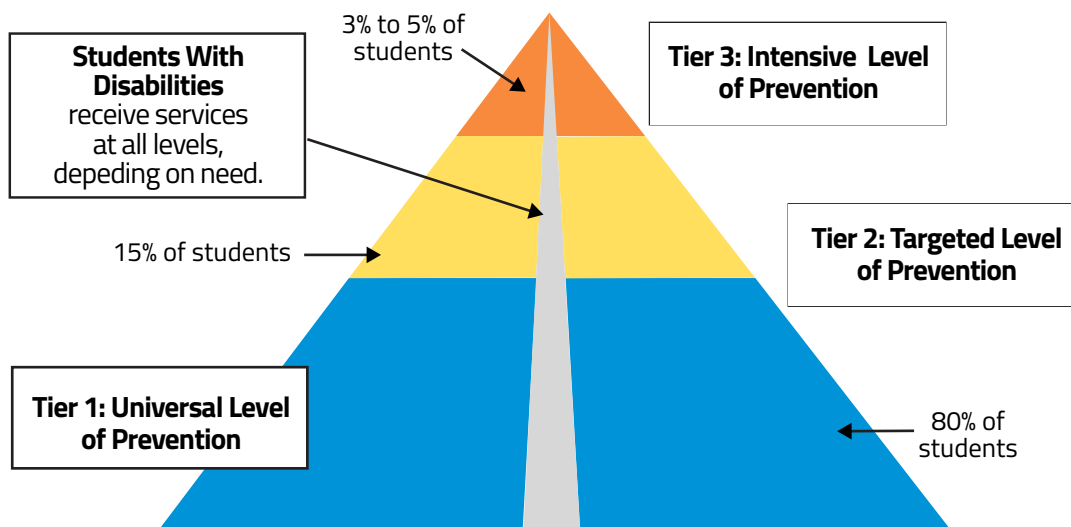 3% to 5% of
students
Students With
Disabilities
receive services
at all levels,
depeding on need.
Tier 3: Intensive Level
of Prevention
15% of students
Tier 2: Targeted Level
of Prevention
Tier 1: Universal Level
of Prevention
80% of
students